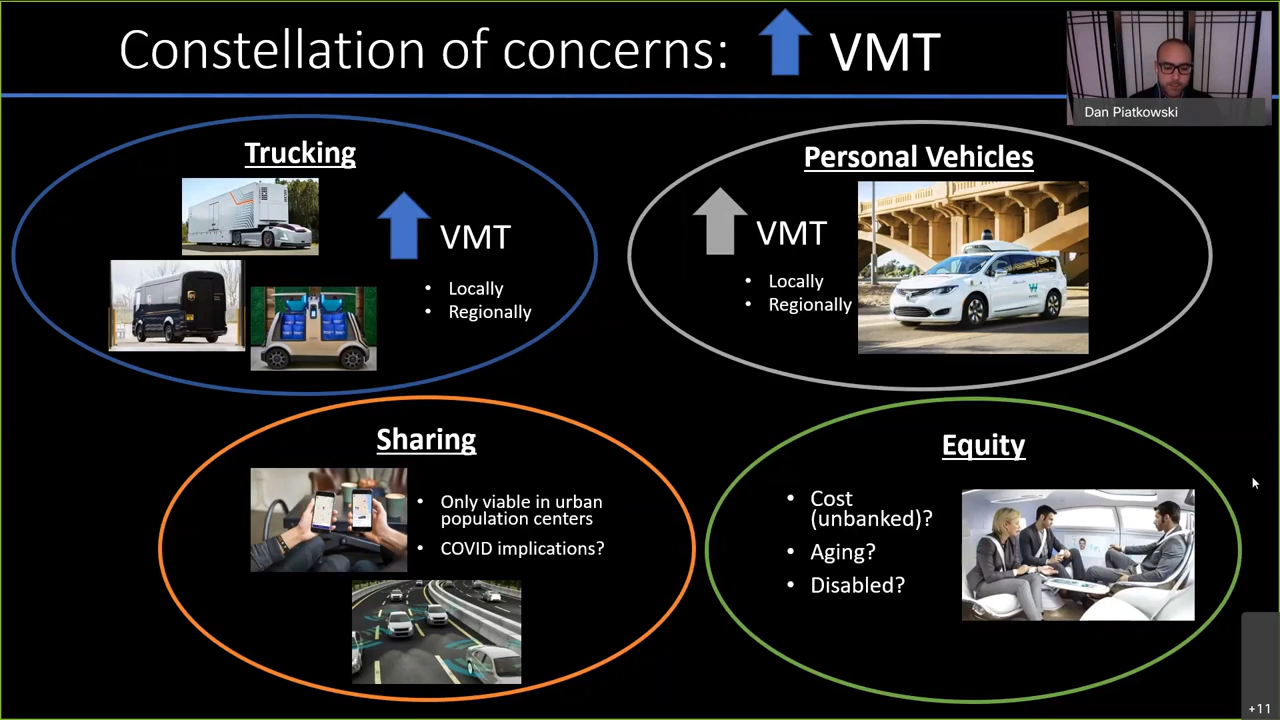 Constellation of concerns: VMT
Dan Piatkowski
Trucking
VMT
• Locally
• Regionally
Personal Vehicles
VMT
• Locally
• Regionally
Sharing
• Only viable in urban
population centers
• COVID implications?
Equity
• Cost
(unbanked)?
• Aging?
• Disabled?
+11